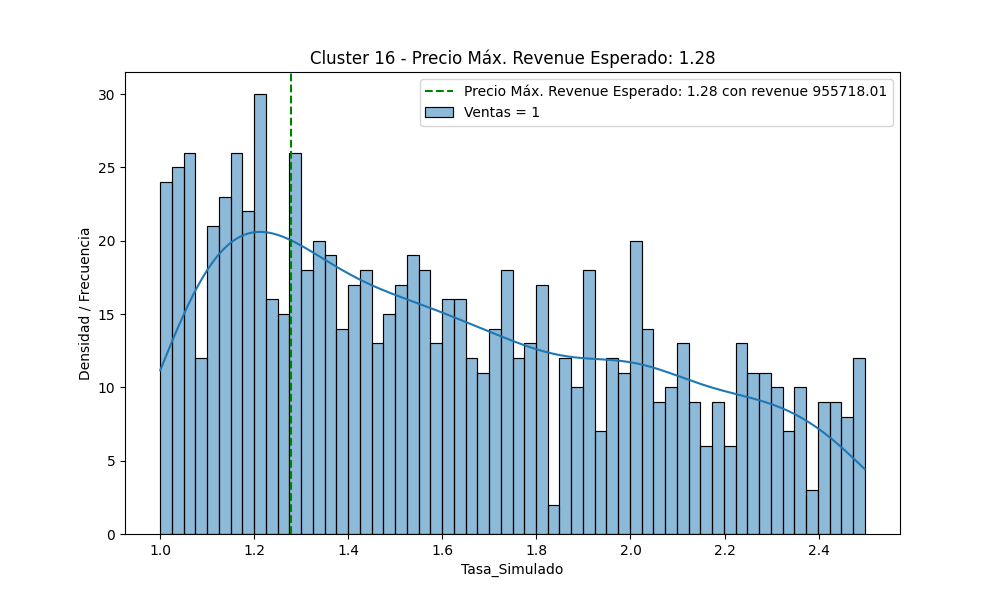 Cluster 16 - Precio Máx. Revenue Esperado: 1.28
Precio Máx. Revenue Esperado: 1.28 con revenue 955718.01
Ventas = 1
Densidad / Frecuencia
30
25
20
15
10
5
0
1.0 1.2 1.4 1.6 1.8 2.0 2.2 2.4
Tasa_Simulado